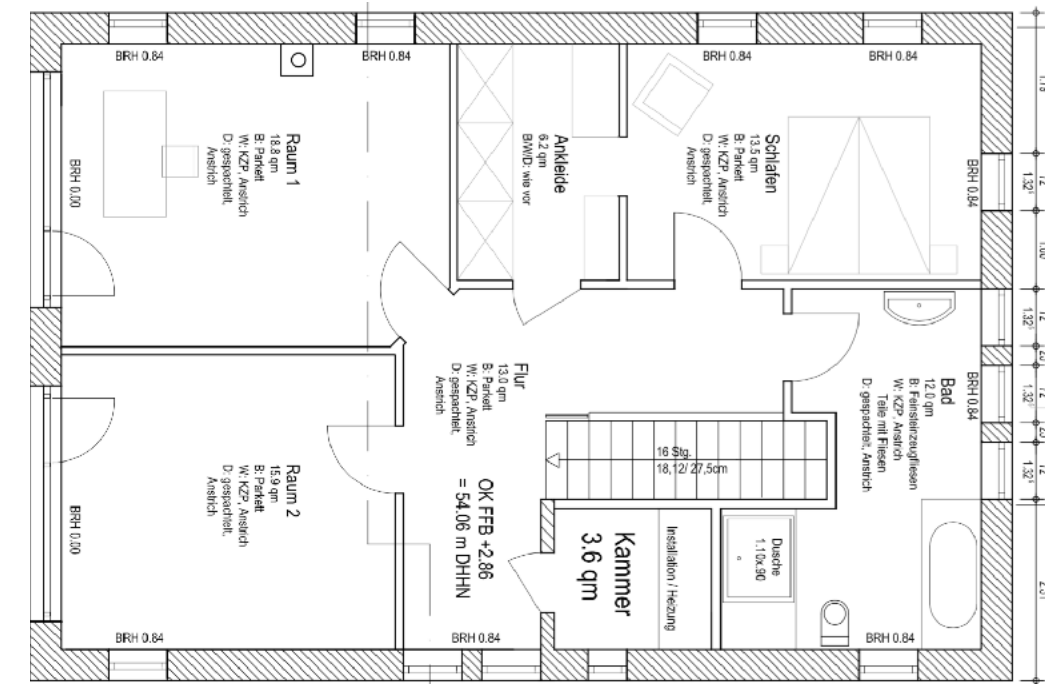 BRH 0.84
BRH 0.84
BRH 0.84
BRH 0.84
BRH 0.00
Raum 1
18.8 qm
B: Parkett
W: KZP, Anstrich
D: gespachtelt,
Anstrich
Ankleide
6.2 qm
B/W/D: wie vor
Schlafen
13.5 qm
B: Parkett
W: KZP, Anstrich
D: gespachtelt,
Anstrich
BRH 0.84
1.32⁵
1.32⁵
1.32⁵
1.32⁵
Flur
13.0 qm
B: Parkett
W: KZP, Anstrich
D: gespachtelt,
Anstrich
Bad
12.0 qm
B: Feinsteinzeugfliesen
W: KZP, Anstrich
Teile mit Fliesen
D: gespachtelt, Anstrich
BRH 0.84
16 Stg.
18,12/ 27,5cm
Raum 2
15.9 qm
B: Parkett
W: KZP, Anstrich
D: gespachtelt,
Anstrich
BRH 0.00
OK FFB +2.86
= 54.06 m DHHN
Kammer
3.6 qm
Installation / Heizung
Dusche
1.10x.90
BRH 0.84
BRH 0.84
BRH 0.84